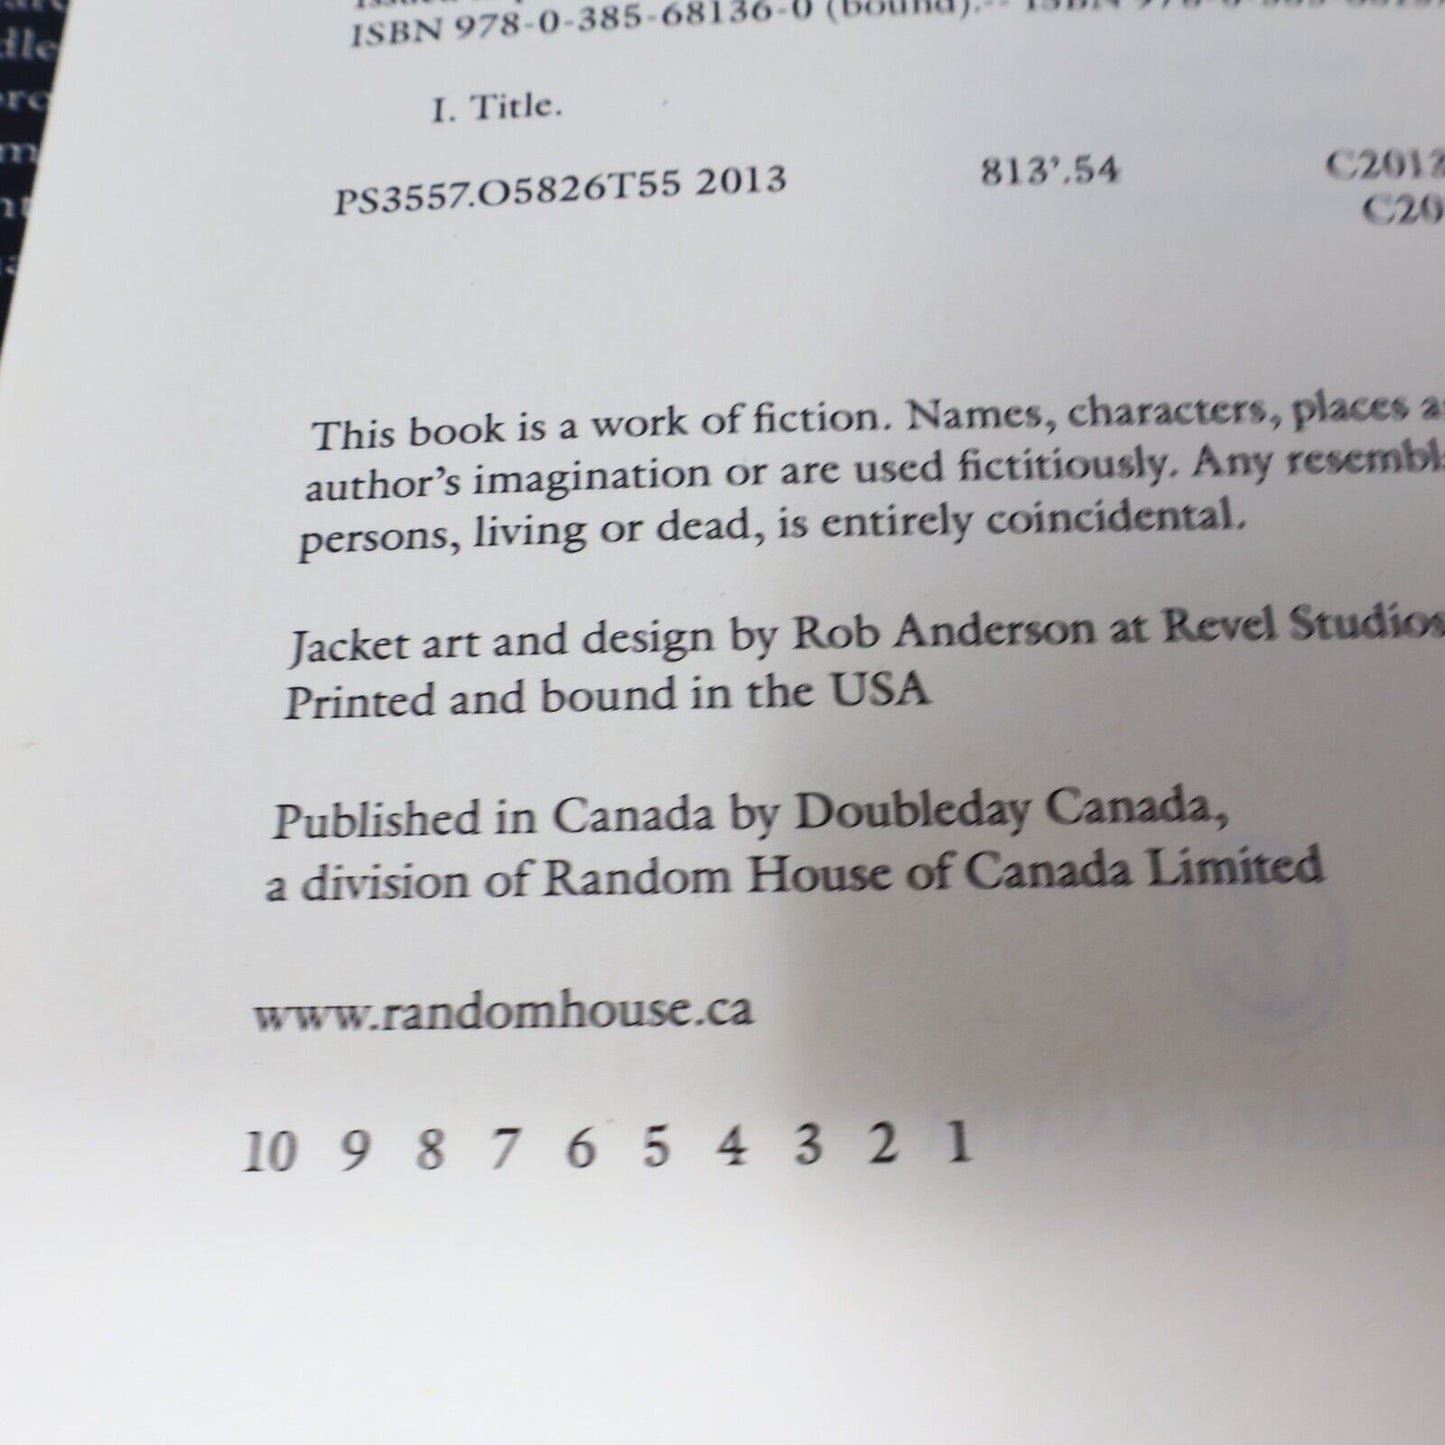 ISBN 978-0-385-68136-0 (bound).-- ISBN
I. Title.
PS3557.O5826T55 2013 813'.54
This book is a work of fiction. Names, characters, places
author's imagination or are used fictitiously. Any
persons, living or dead, is entirely coincidental.
Jacket art and design by Rob Anderson at Revel Studios
Printed and bound in the USA
Published in Canada by Doubleday Canada,
a division of Random House of Canada Limited
www.randomhouse.ca
10 9 8 7 6 5 4 3 2 1